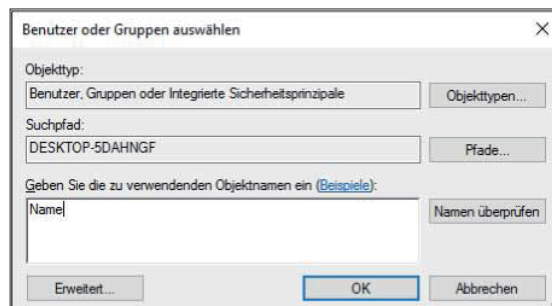 Benutzer oder Gruppen auswählen
Objekttyp:
Benutzer, Gruppen oder Integrierte Sicherheitsprinzipale
Objekttypen...
Suchpfad:
DESKTOP-5DAHNGF
Pfade...
Geben Sie die zu verwendenden Objektnamen ein (Beispiele):
Name
Namen überprüfen
Erweitert...
OK
Abbrechen